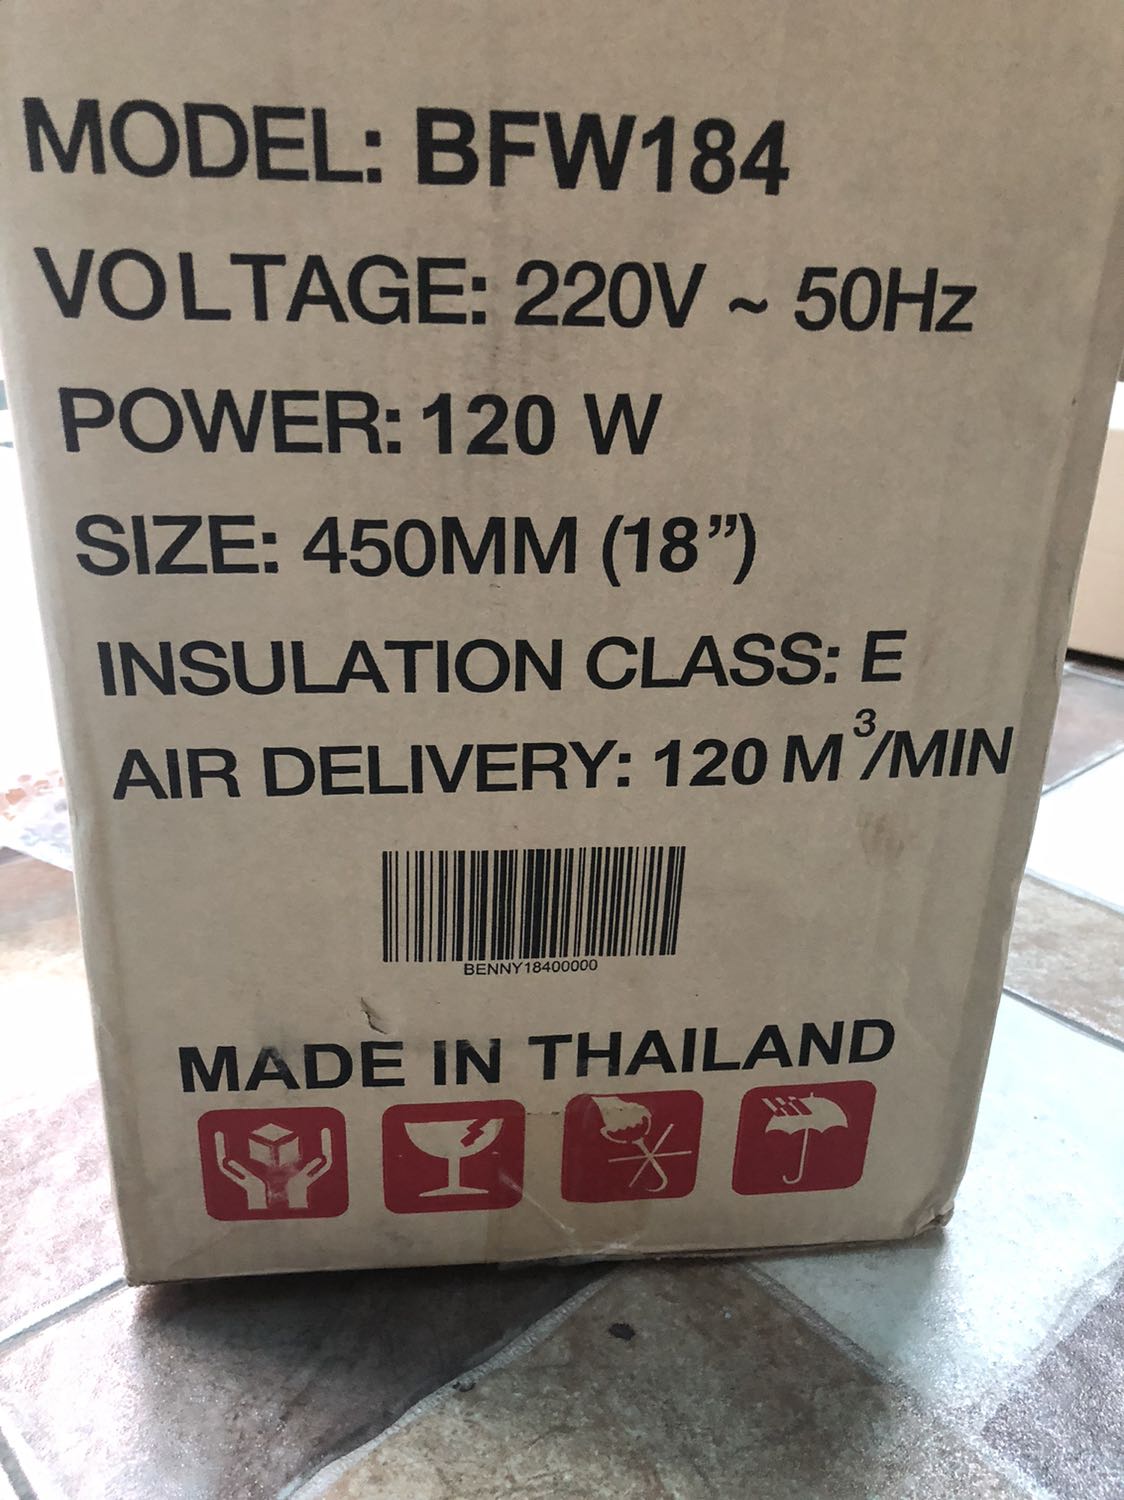 MODEL: BFW184
VOLTAGE: 220V ~ 50Hz
POWER: 120 W
SIZE: 450MM (18”)
INSULATION CLASS: E
AIR DELIVERY: 120 M³/MIN
BENNY18400000
MADE IN THAILAND